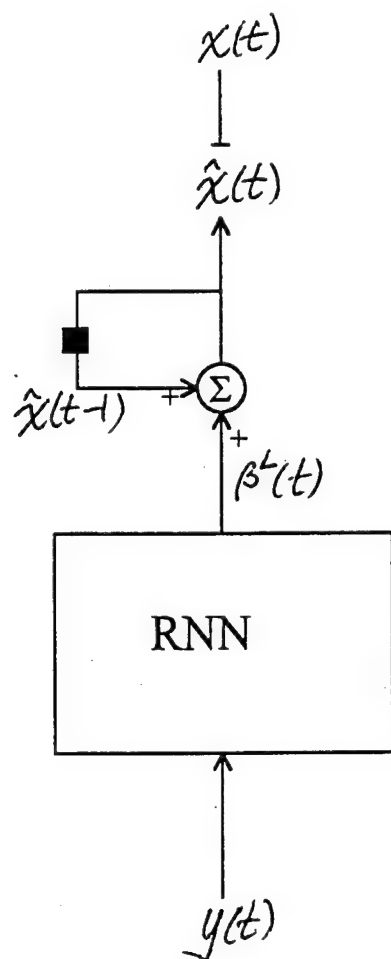 x(t)
x̂(t)
Σ
x̂(t-1) +
+
β^L(t)
RNN
y(t)